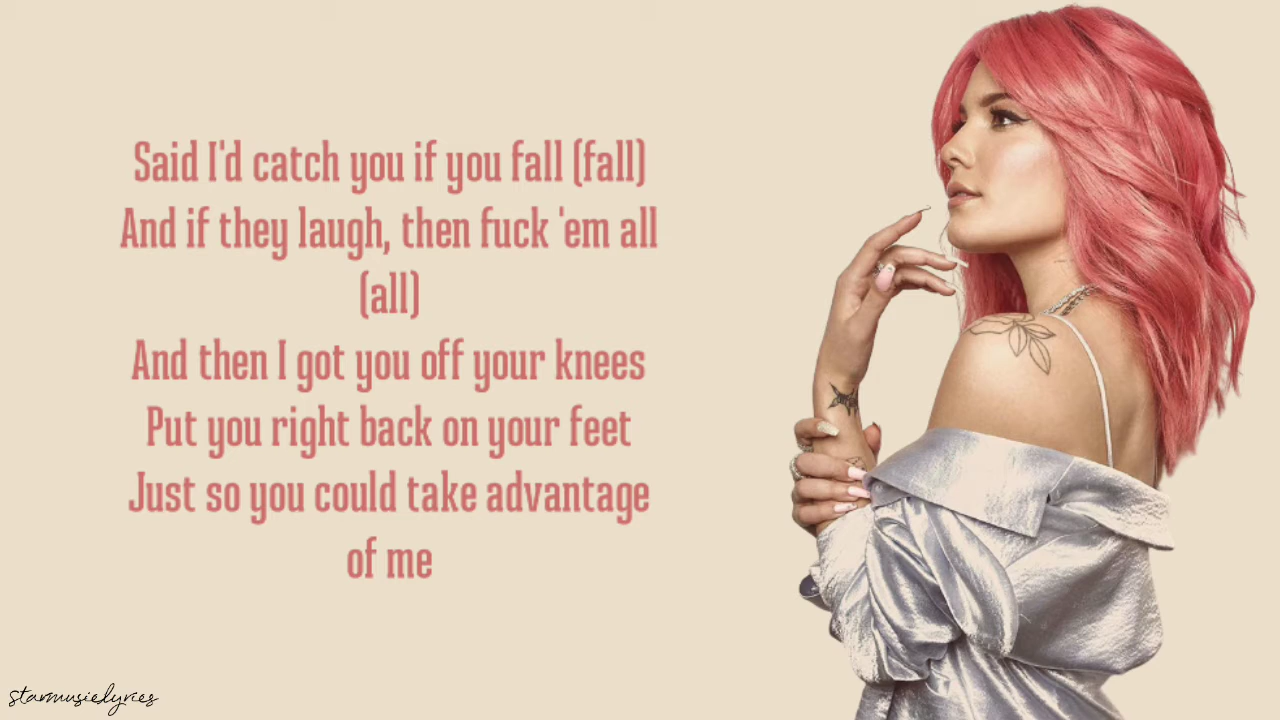 Said I'd catch you if you fall (fall)
And if they laugh, then fuck 'em all
(all)
And then I got you off your knees
Put you right back on your feet
Just so you could take advantage
of me
starmusiclyrics